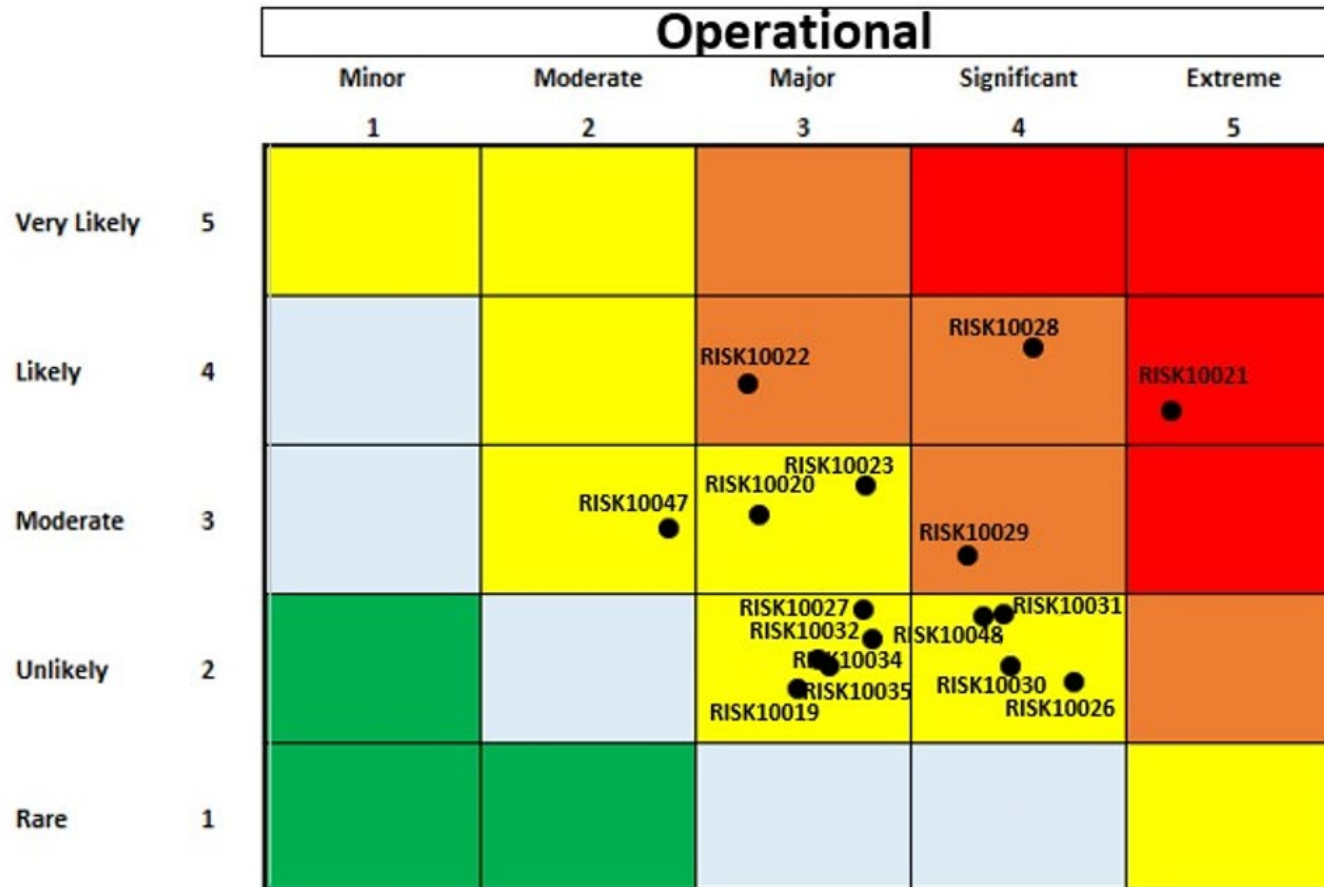 Operational
Minor Moderate Major Significant Extreme
1 2 3 4 5
Very Likely 5
Likely 4
RISK10028
RISK10022
RISK10021
Moderate 3
RISK10023
RISK10020
RISK10047
RISK10029
Unlikely 2
RISK10027
RISK10031
RISK10032
RISK10048
RISK10034
RISK10030
RISK10035
RISK10026
RISK10019
Rare 1